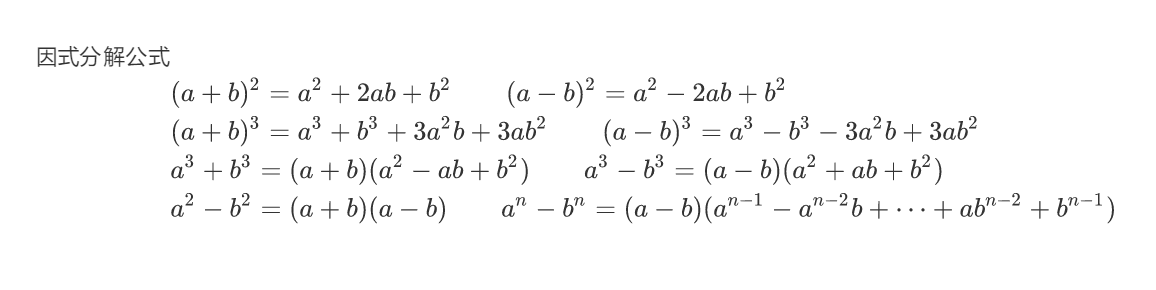 因式分解公式
(a + b)² = a² + 2ab + b² (a − b)² = a² − 2ab + b²
(a + b)³ = a³ + b³ + 3a²b + 3ab² (a − b)³ = a³ − b³ − 3a²b + 3ab²
a³ + b³ = (a + b)(a² − ab + b²) a³ − b³ = (a − b)(a² + ab + b²)
a² − b² = (a + b)(a − b) aⁿ − bⁿ = (a − b)(aⁿ⁻¹ − aⁿ⁻²b + ⋯ + abⁿ⁻² + bⁿ⁻¹)